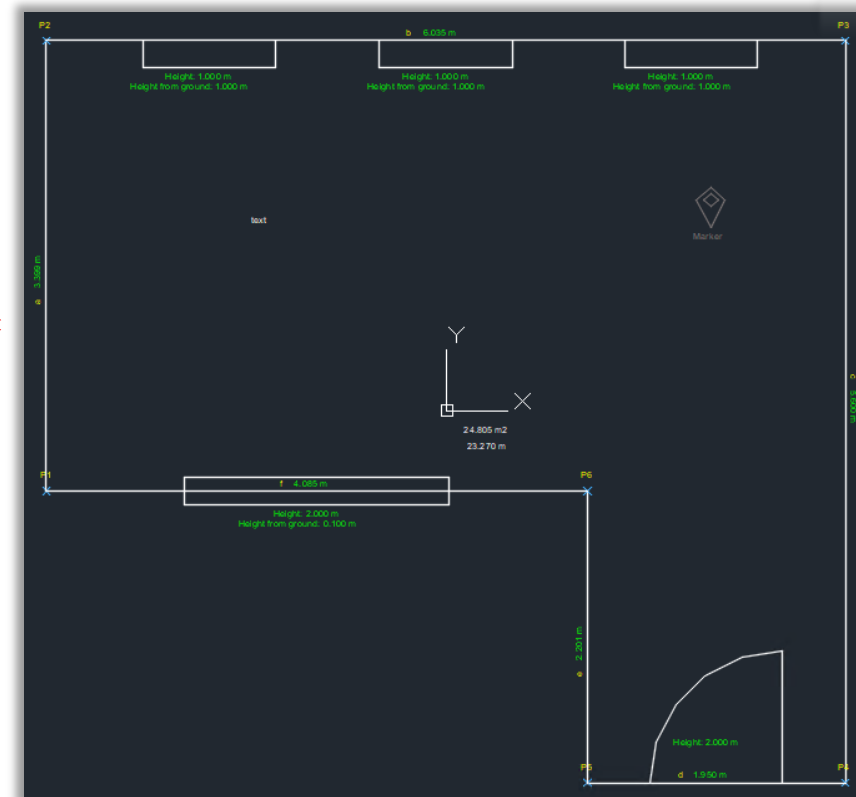 P2
b 6.035 m
P3
Height: 1.000 m
Height from ground: 1.000 m
Height: 1.000 m
Height from ground: 1.000 m
Height: 1.000 m
Height from ground: 1.000 m
text
Marker
a 3.399 m
Y
X
c 5.600 m
24.805 m2
23.270 m
P1
f 4.085 m
P6
Height: 2.000 m
Height from ground: 0.100 m
e 2.201 m
Height: 2.000 m
P5
d 1.950 m
P4